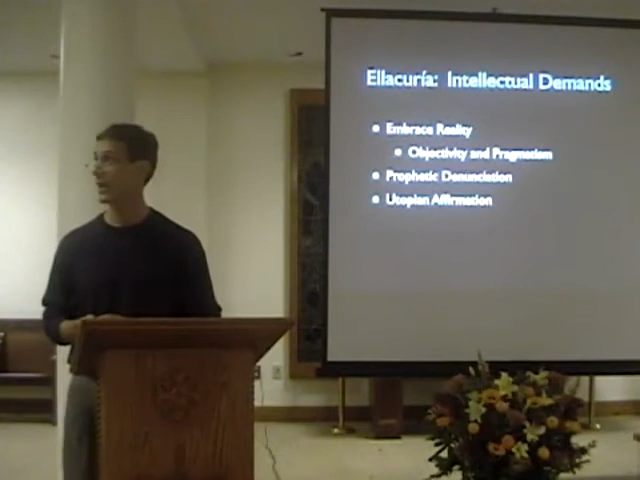 Ellacuría: Intellectual Demands
Embrace Reality
Objectivity and Pragmatism
Prophetic Denunciation
Utopian Affirmation